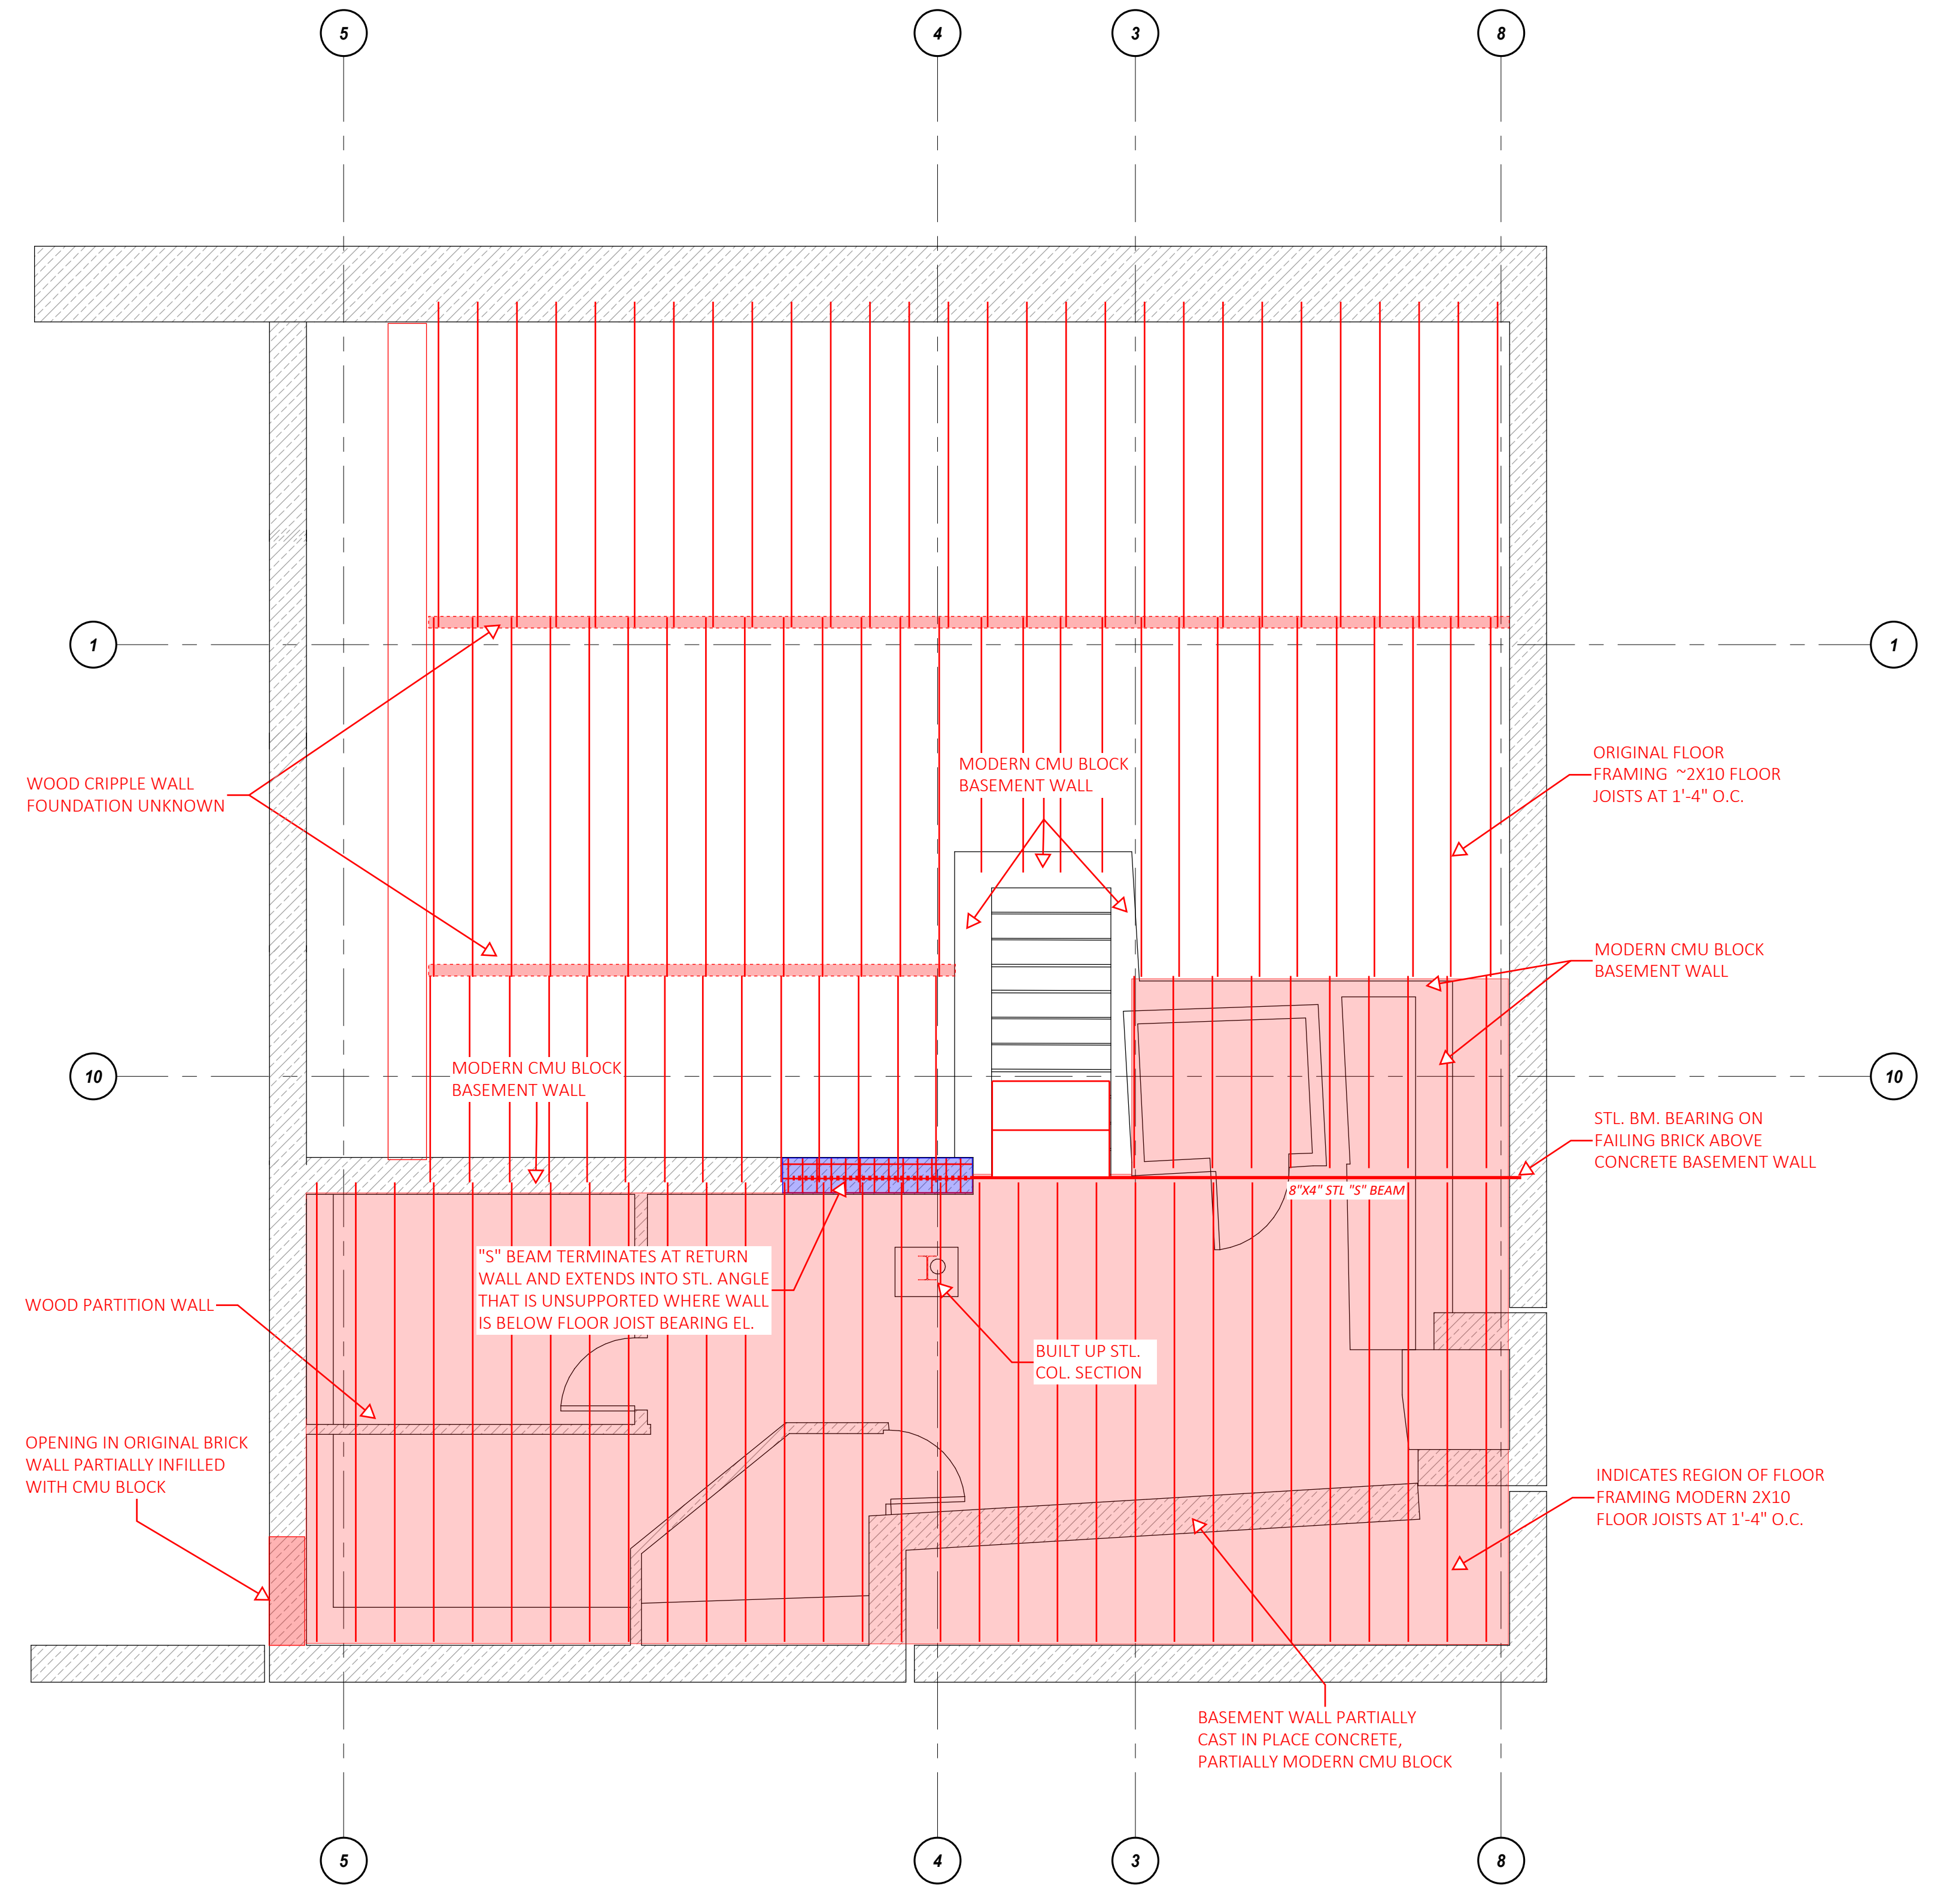 5
4
3
8
1
1
WOOD CRIPPLE WALL
FOUNDATION UNKNOWN
MODERN CMU BLOCK
BASEMENT WALL
ORIGINAL FLOOR
FRAMING ~2X10 FLOOR
JOISTS AT 1'-4" O.C.
MODERN CMU BLOCK
BASEMENT WALL
10
MODERN CMU BLOCK
BASEMENT WALL
10
STL. BM. BEARING ON
FAILING BRICK ABOVE
CONCRETE BASEMENT WALL
8"X4" STL "S" BEAM
"S" BEAM TERMINATES AT RETURN
WALL AND EXTENDS INTO STL. ANGLE
THAT IS UNSUPPORTED WHERE WALL
IS BELOW FLOOR JOIST BEARING EL.
WOOD PARTITION WALL
BUILT UP STL.
COL. SECTION
OPENING IN ORIGINAL BRICK
WALL PARTIALLY INFILLED
WITH CMU BLOCK
INDICATES REGION OF FLOOR
FRAMING MODERN 2X10
FLOOR JOISTS AT 1'-4" O.C.
BASEMENT WALL PARTIALLY
CAST IN PLACE CONCRETE,
PARTIALLY MODERN CMU BLOCK
5
4
3
8